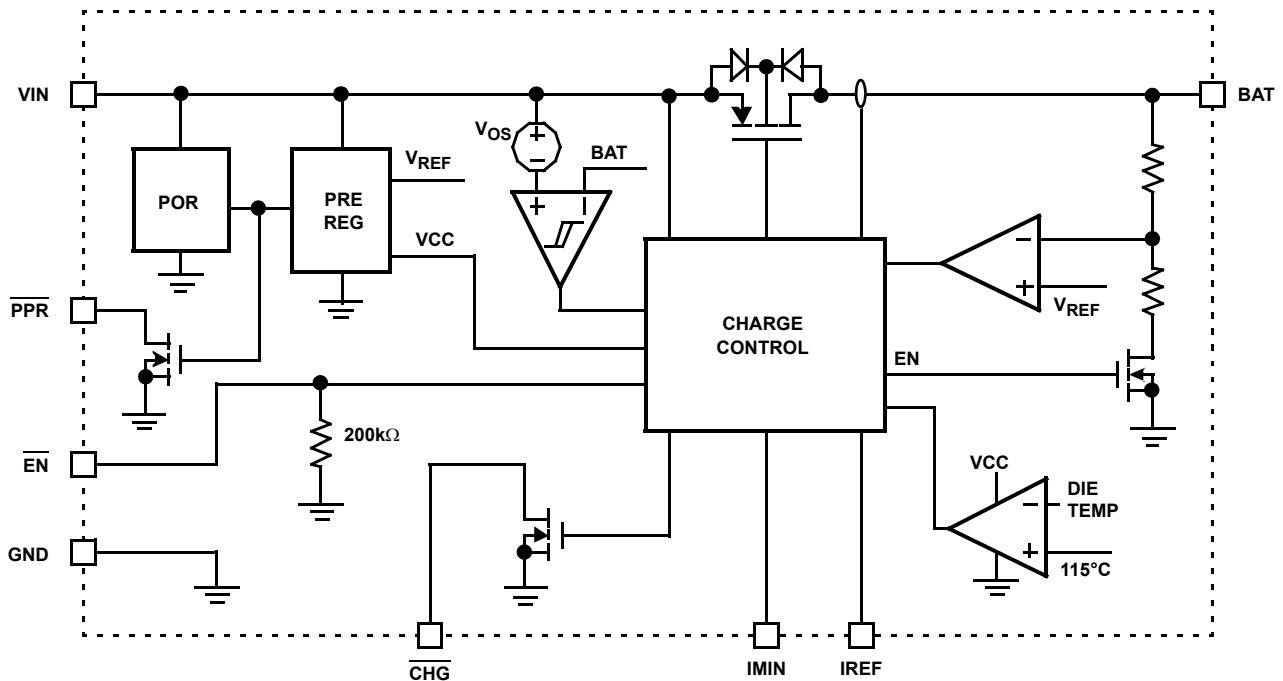 VIN
BAT
VOS
+
−
BAT
VREF
POR
PRE
REG
+
−
VCC
−
+
VREF
PPR
CHARGE
CONTROL
EN
200kΩ
EN
VCC
DIE
TEMP
−
+
115°C
GND
CHG
IMIN
IREF